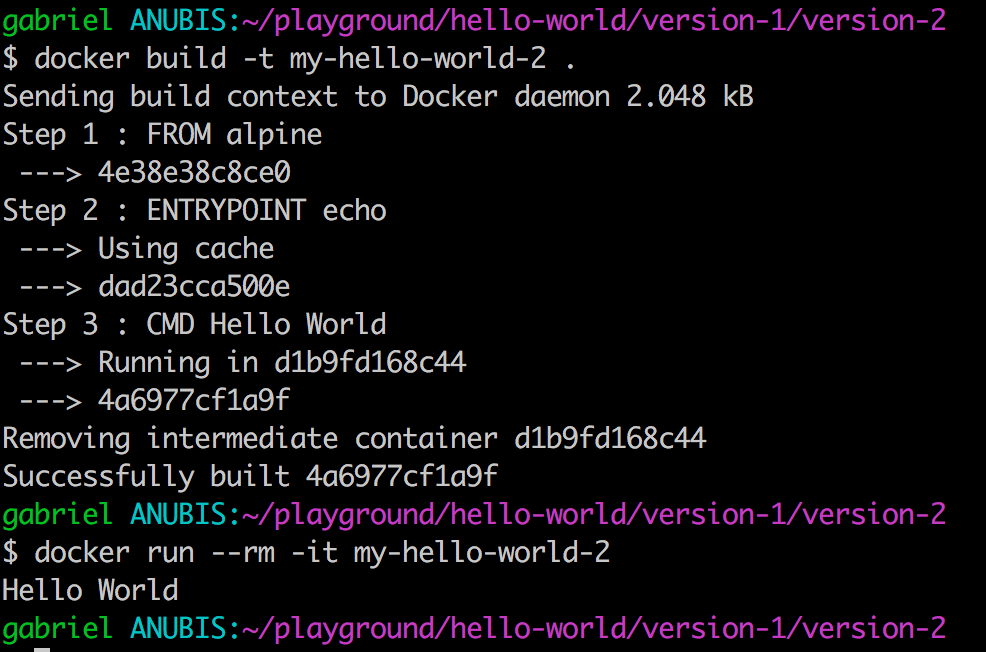 gabriel ANUBIS:~/playground/hello-world/version-1/version-2
$ docker build -t my-hello-world-2 .
Sending build context to Docker daemon 2.048 kB
Step 1 : FROM alpine
 ---> 4e38e38c8ce0
Step 2 : ENTRYPOINT echo
 ---> Using cache
 ---> dad23cca500e
Step 3 : CMD Hello World
 ---> Running in d1b9fd168c44
 ---> 4a6977cf1a9f
Removing intermediate container d1b9fd168c44
Successfully built 4a6977cf1a9f
gabriel ANUBIS:~/playground/hello-world/version-1/version-2
$ docker run --rm -it my-hello-world-2
Hello World
gabriel ANUBIS:~/playground/hello-world/version-1/version-2